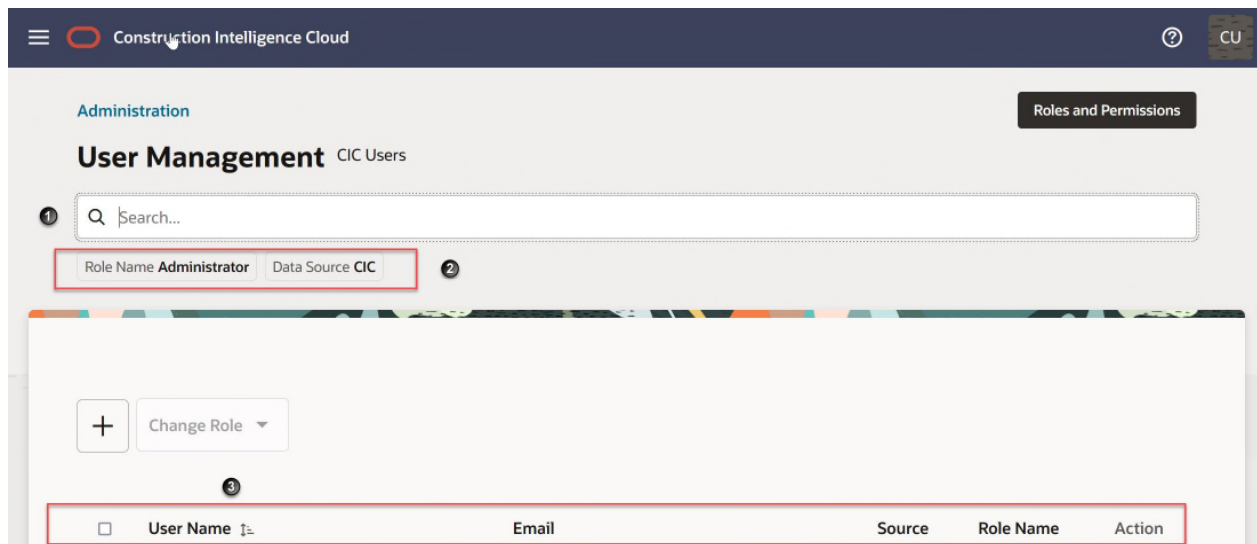 Construction Intelligence Cloud
CU
Administration
Roles and Permissions
User Management CIC Users
1
Search...
Role Name Administrator Data Source CIC
2
+ Change Role
3
User Name Email Source Role Name Action